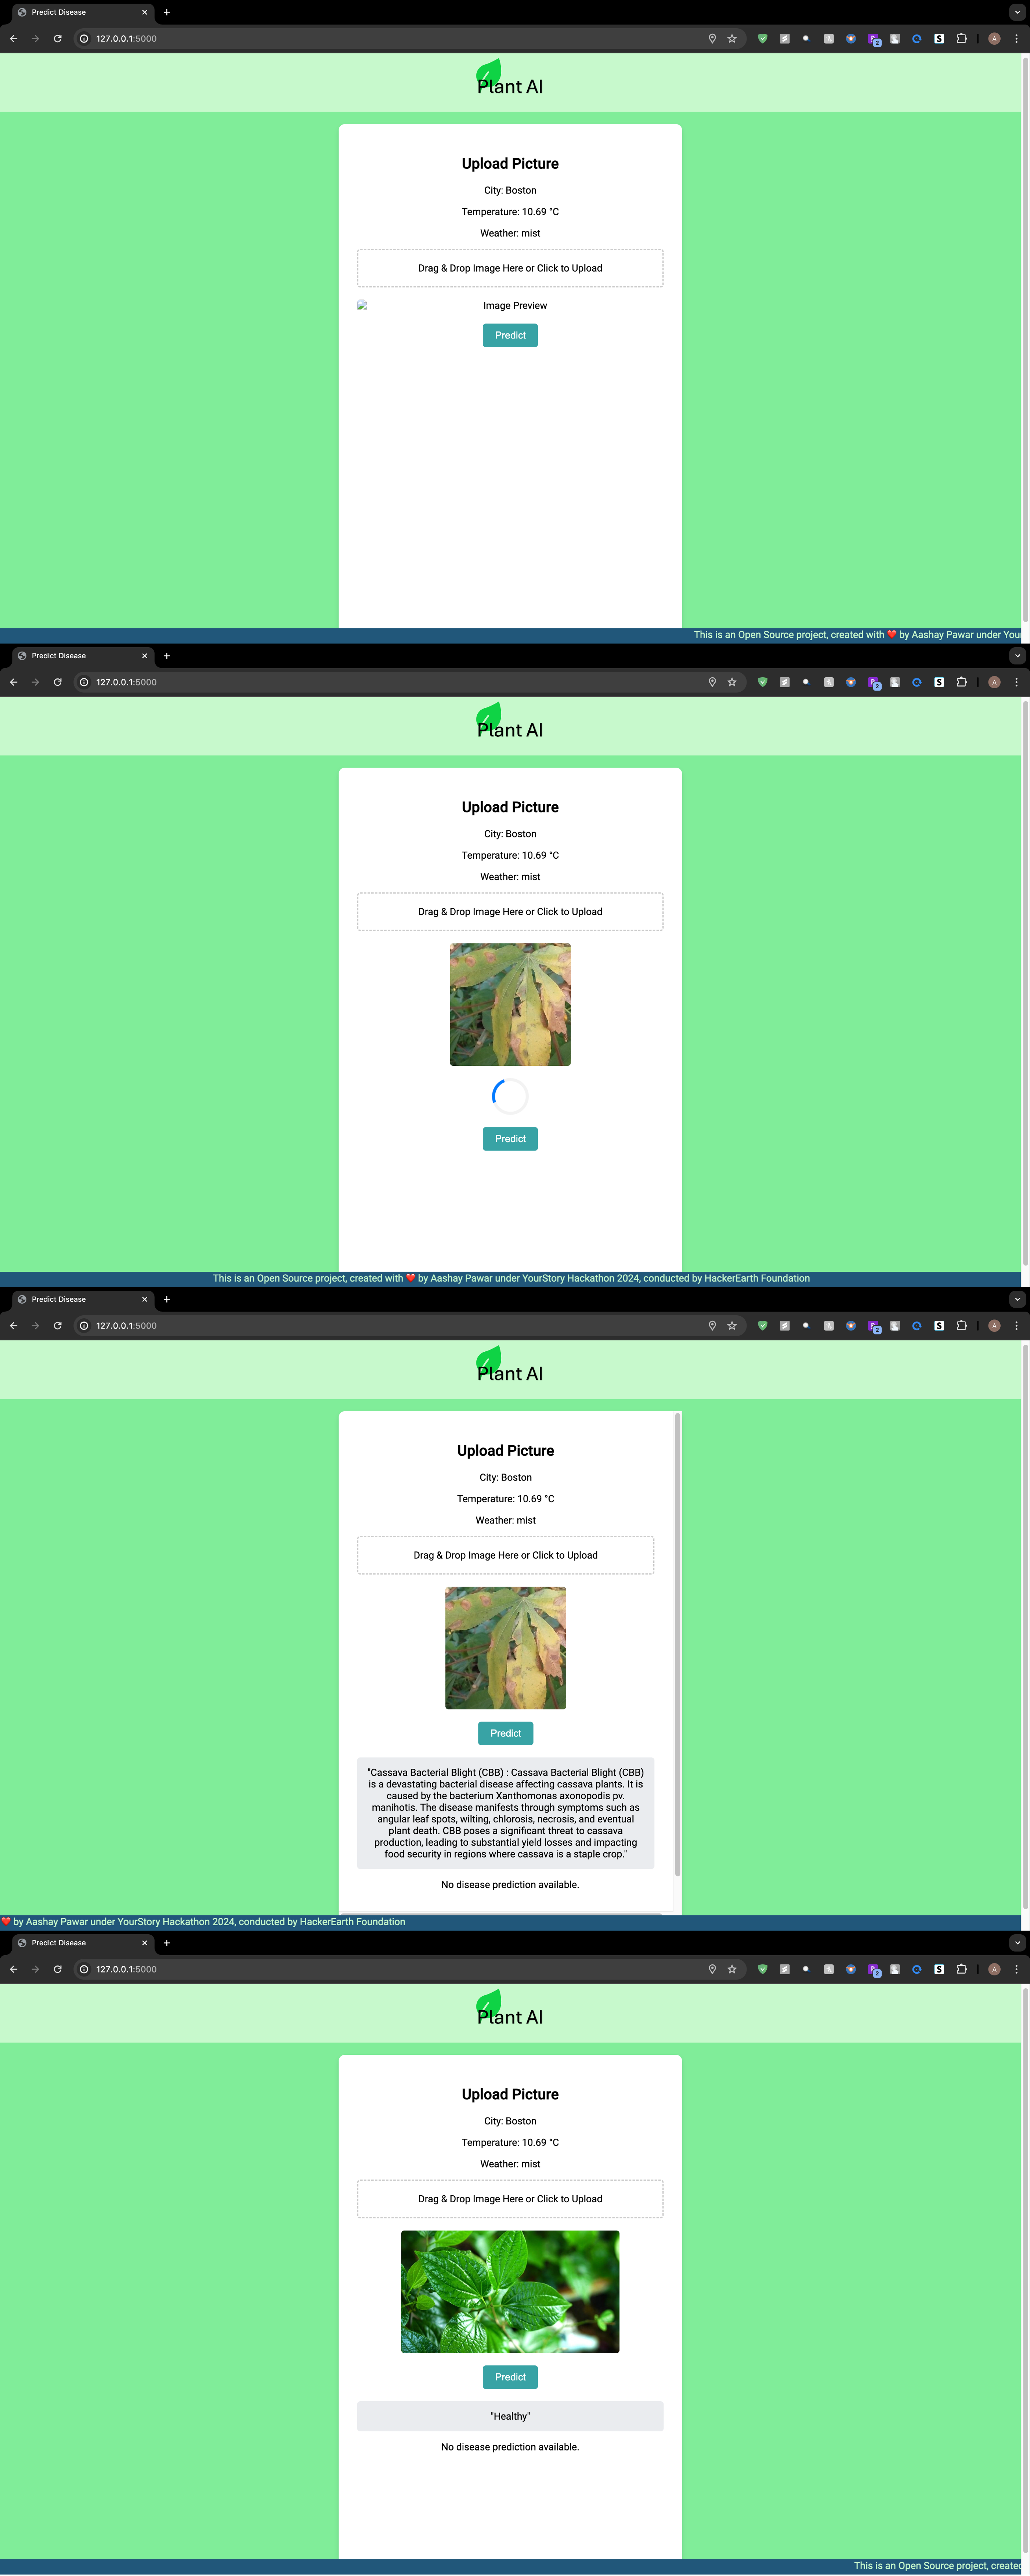 Predict Disease
127.0.0.1:5000
2
S
A
Plant AI
Upload Picture
City: Boston
Temperature: 10.69 °C
Weather: mist
Drag & Drop Image Here or Click to Upload
Image Preview
Predict
This is an Open Source project, created with ❤️ by Aashay Pawar under You
Predict Disease
127.0.0.1:5000
2
S
A
Plant AI
Upload Picture
City: Boston
Temperature: 10.69 °C
Weather: mist
Drag & Drop Image Here or Click to Upload
Predict
This is an Open Source project, created with ❤️ by Aashay Pawar under YourStory Hackathon 2024, conducted by HackerEarth Foundation
Predict Disease
127.0.0.1:5000
2
S
A
Plant AI
Upload Picture
City: Boston
Temperature: 10.69 °C
Weather: mist
Drag & Drop Image Here or Click to Upload
Predict
"Cassava Bacterial Blight (CBB) : Cassava Bacterial Blight (CBB)
is a devastating bacterial disease affecting cassava plants. It is
caused by the bacterium Xanthomonas axonopodis pv.
manihotis. The disease manifests through symptoms such as
angular leaf spots, wilting, chlorosis, necrosis, and eventual
plant death. CBB poses a significant threat to cassava
production, leading to substantial yield losses and impacting
food security in regions where cassava is a staple crop."
No disease prediction available.
❤️ by Aashay Pawar under YourStory Hackathon 2024, conducted by HackerEarth Foundation
Predict Disease
127.0.0.1:5000
2
S
A
Plant AI
Upload Picture
City: Boston
Temperature: 10.69 °C
Weather: mist
Drag & Drop Image Here or Click to Upload
Predict
"Healthy"
No disease prediction available.
This is an Open Source project, created